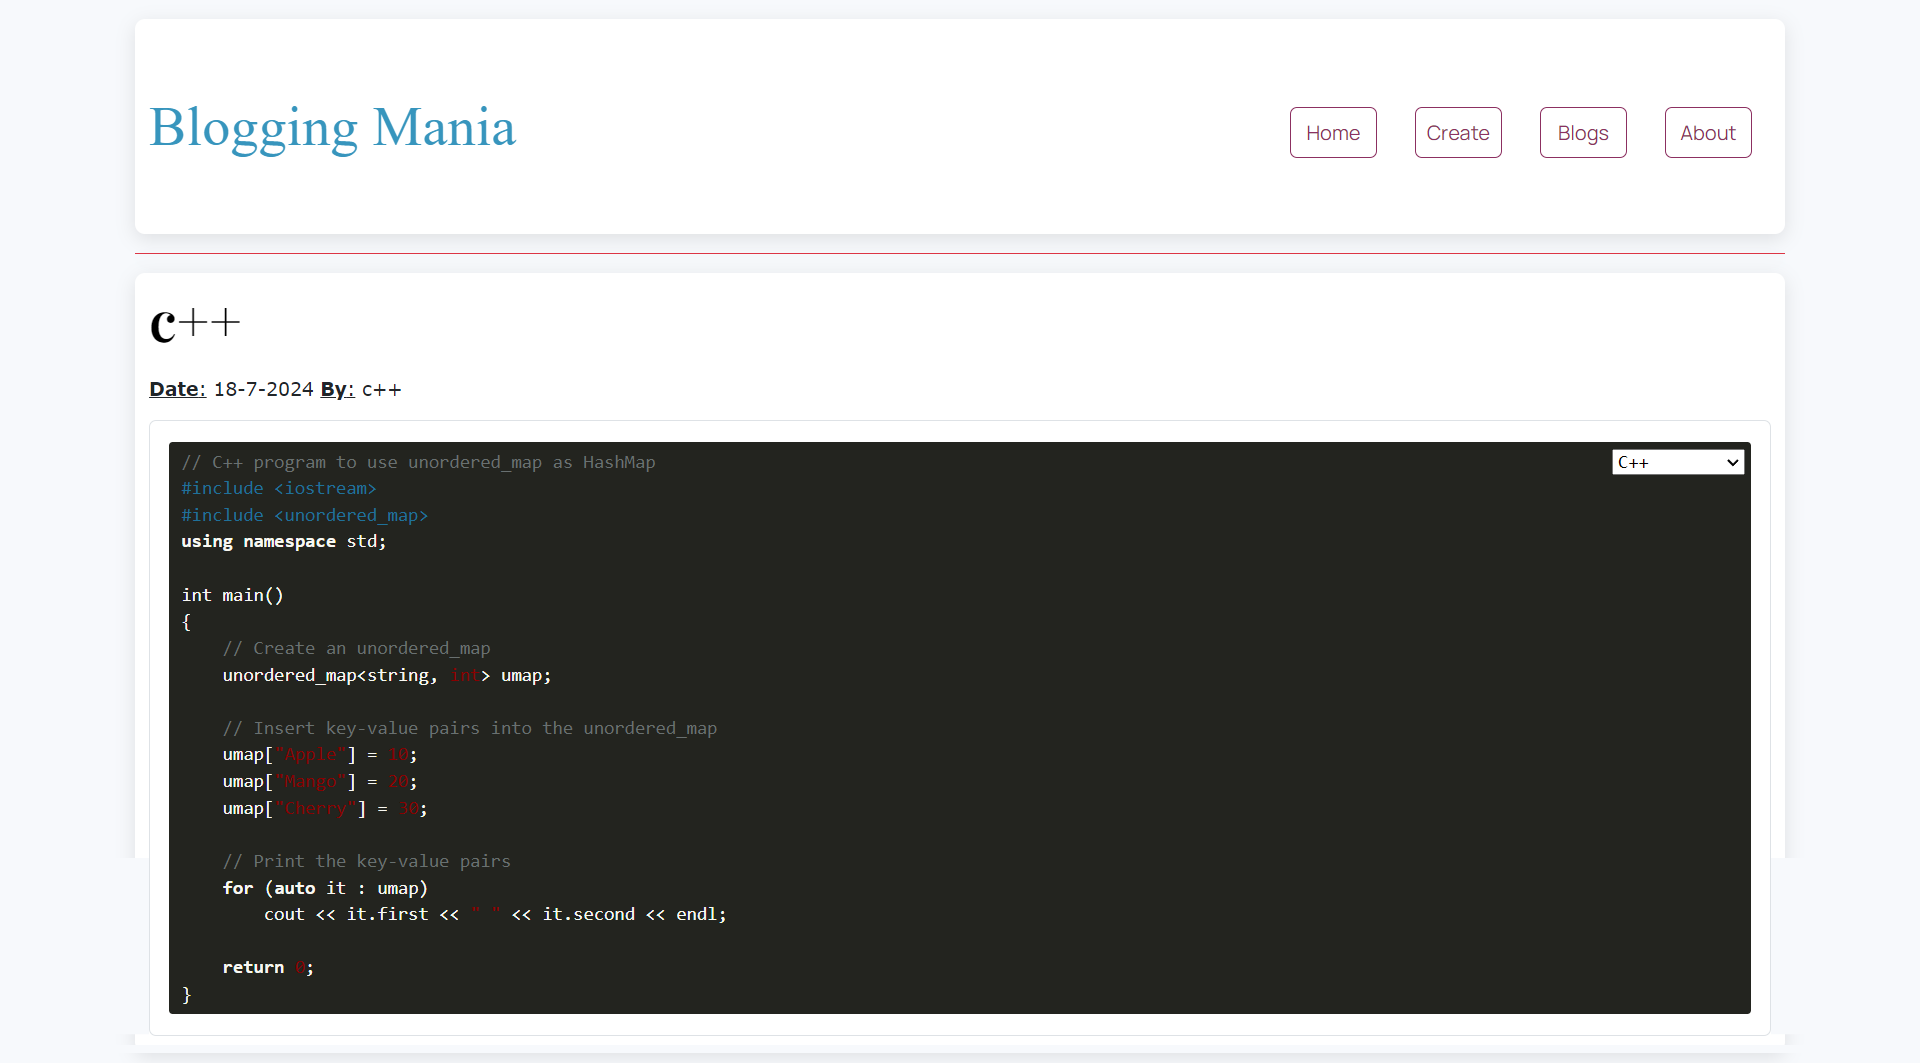 Blogging Mania
Home Create Blogs About
c++
Date: 18-7-2024 By: c++
C++
// C++ program to use unordered_map as HashMap
#include <iostream>
#include <unordered_map>
using namespace std;
int main()
{
    // Create an unordered_map
    unordered_map<string, int> umap;
    // Insert key-value pairs into the unordered_map
    umap["Apple"] = 10;
    umap["Mango"] = 20;
    umap["Cherry"] = 30;
    // Print the key-value pairs
    for (auto it : umap)
        cout << it.first << " " << it.second << endl;
    return 0;
}